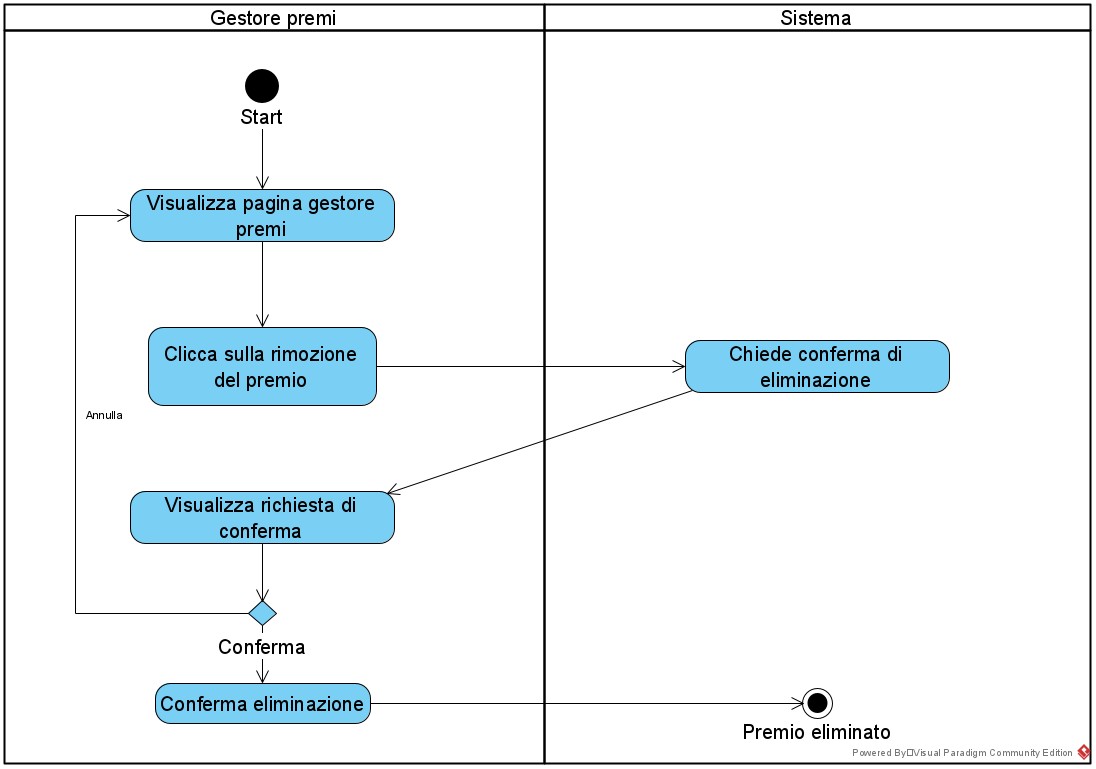 Gestore premi
Sistema
Start
Visualizza pagina gestore
premi
Clicca sulla rimozione
del premio
Chiede conferma di
eliminazione
Annulla
Visualizza richiesta di
conferma
Conferma
Conferma eliminazione
Premio eliminato
Powered By Visual Paradigm Community Edition